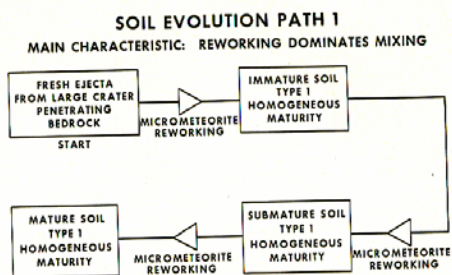 SOIL EVOLUTION PATH 1
MAIN CHARACTERISTIC: REWORKING DOMINATES MIXING
FRESH EJECTA
FROM LARGE CRATER
PENETRATING
BEDROCK
START
MICROMETEORITE
REWORKING
IMMATURE SOIL
TYPE 1
HOMOGENEOUS
MATURITY
MICROMETEORITE
REWORKING
SUBMATURE SOIL
TYPE 1
HOMOGENEOUS
MATURITY
MICROMETEORITE
REWORKING
MATURE SOIL
TYPE 1
HOMOGENEOUS
MATURITY